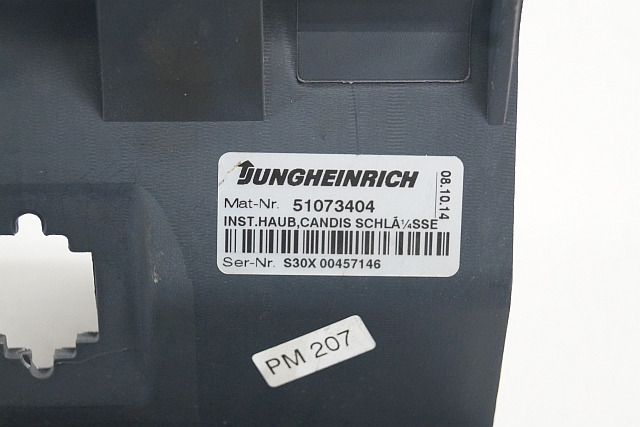 JUNGHEINRICH
08.10.14
Mat-Nr. 51073404
INST.HAUB,CANDIS SCHLÃ¼SSE
Ser-Nr. S30X 00457146
PM 207